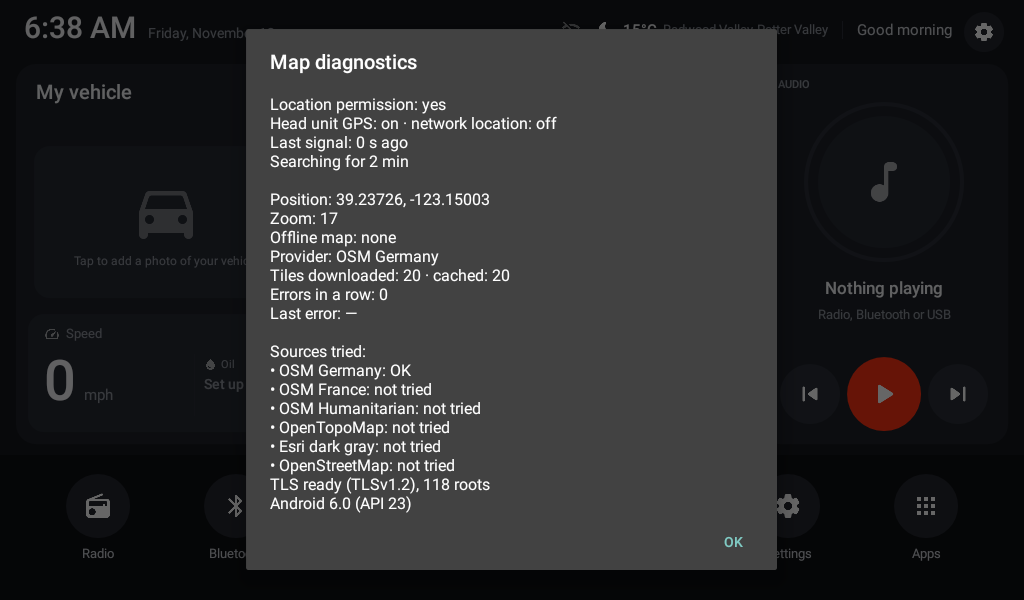 6:38 AM
Friday, Novembe
15°C Redwood Valley-Potter Valley
Good morning
My vehicle
Tap to add a photo of your vehic
Speed
0 mph
Oil
Set up
Map diagnostics
Location permission: yes
Head unit GPS: on · network location: off
Last signal: 0 s ago
Searching for 2 min
Position: 39.23726, -123.15003
Zoom: 17
Offline map: none
Provider: OSM Germany
Tiles downloaded: 20 · cached: 20
Errors in a row: 0
Last error: —
Sources tried:
• OSM Germany: OK
• OSM France: not tried
• OSM Humanitarian: not tried
• OpenTopoMap: not tried
• Esri dark gray: not tried
• OpenStreetMap: not tried
TLS ready (TLSv1.2), 118 roots
Android 6.0 (API 23)
OK
AUDIO
Nothing playing
Radio, Bluetooth or USB
Radio
Bluetoo
ettings
Apps